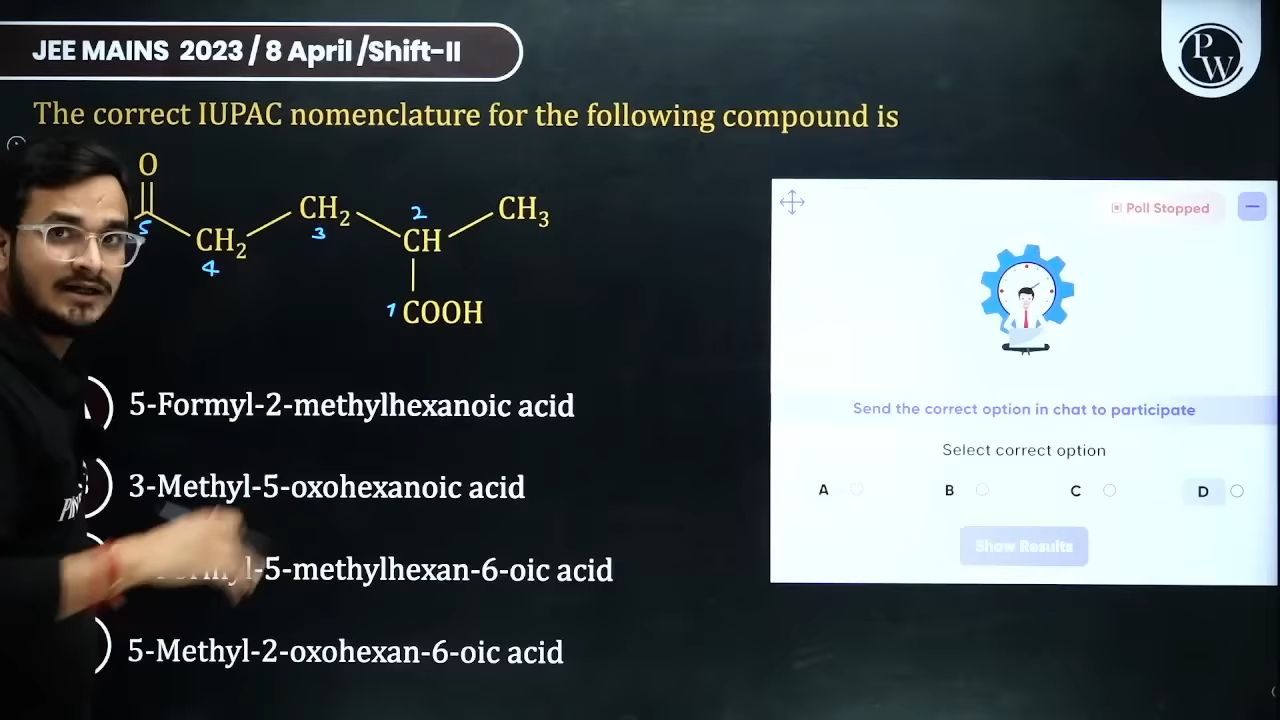 JEE MAINS 2023 / 8 April /Shift-II
PW
The correct IUPAC nomenclature for the following compound is
O
CH₂
2
CH₃
5
3
CH₂
CH
4
1 COOH
5-Formyl-2-methylhexanoic acid
3-Methyl-5-oxohexanoic acid
-5-methylhexan-6-oic acid
5-Methyl-2-oxohexan-6-oic acid
Poll Stopped
Send the correct option in chat to participate
Select correct option
A
B
C
D
Show Results